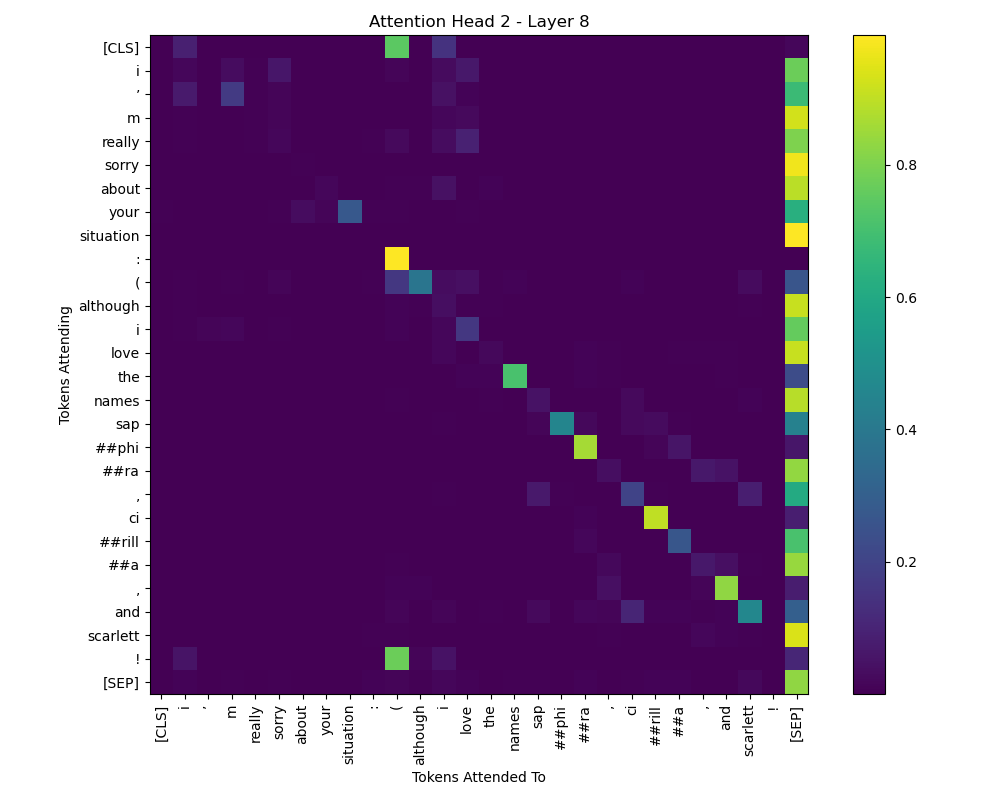 Attention Head 2 - Layer 8
Tokens Attending
[CLS]
i
’
m
really
sorry
about
your
situation
:
(
although
i
love
the
names
sap
##phi
##ra
,
ci
##rill
##a
,
and
scarlett
!
[SEP]
[CLS]
i
’
m
really
sorry
about
your
situation
:
(
although
i
love
the
names
sap
##phi
##ra
,
ci
##rill
##a
,
and
scarlett
!
[SEP]
Tokens Attended To
0.8
0.6
0.4
0.2